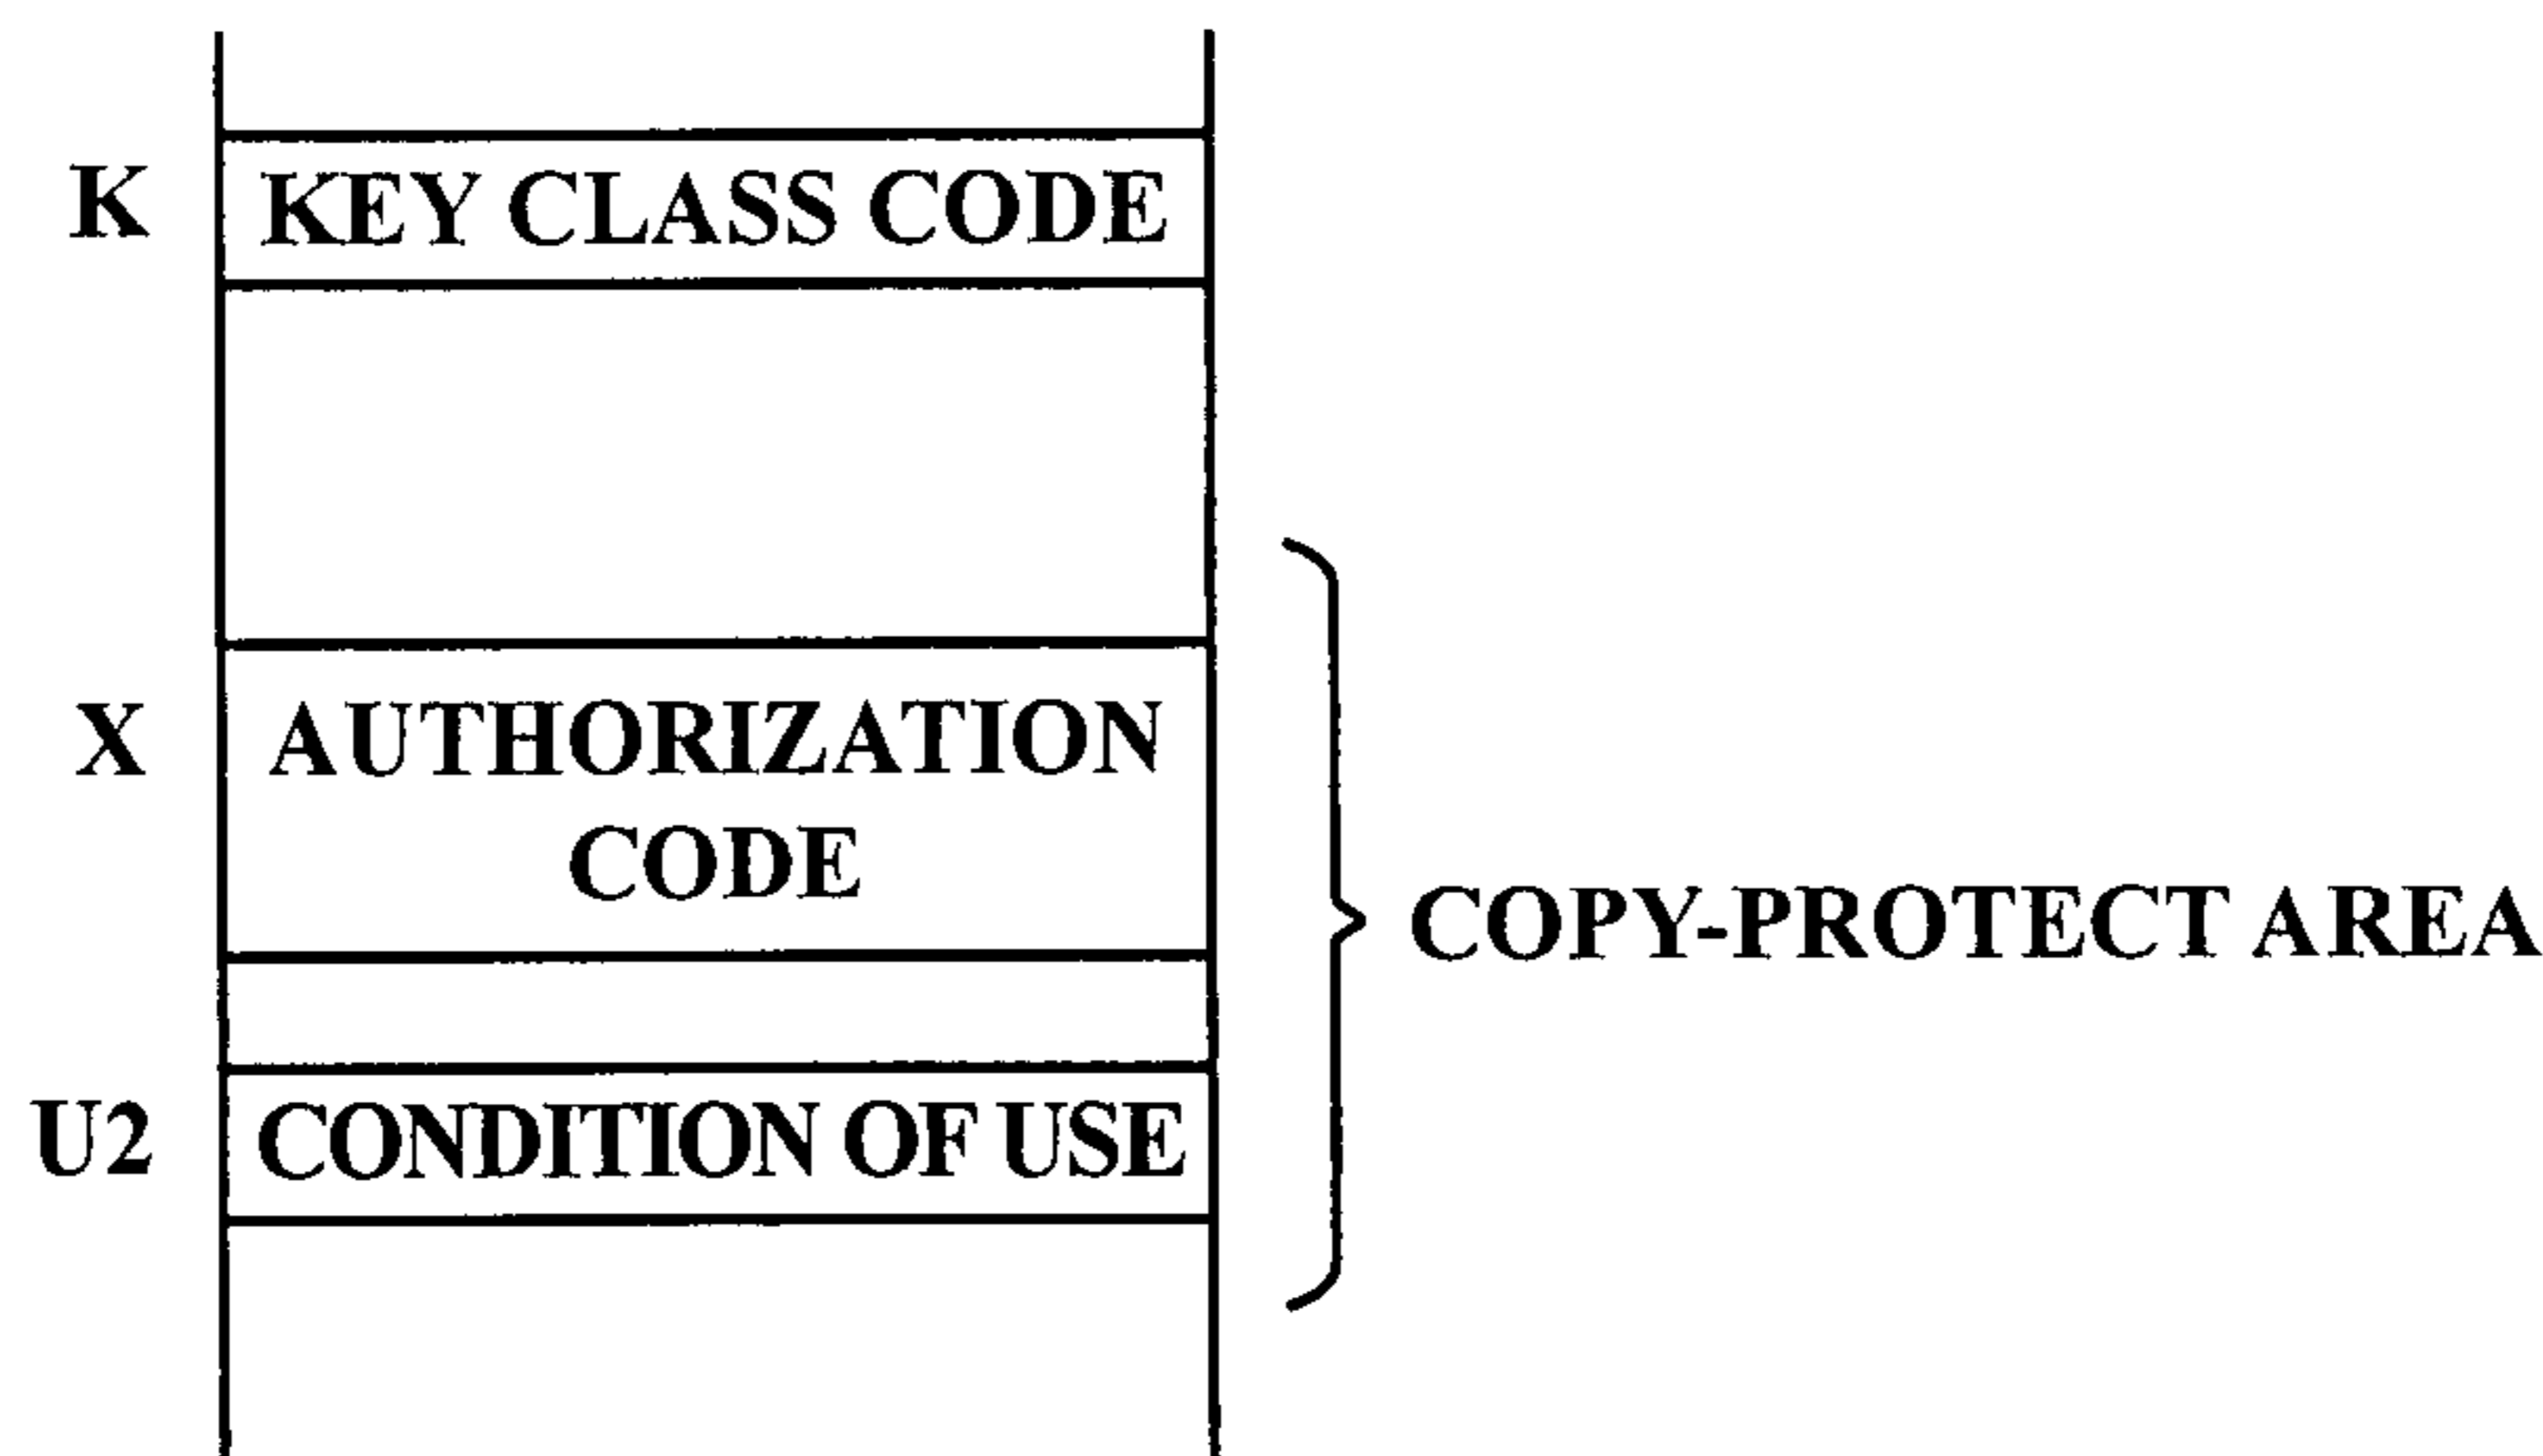 K KEY CLASS CODE
X AUTHORIZATION
CODE
COPY-PROTECT AREA
U2 CONDITION OF USE